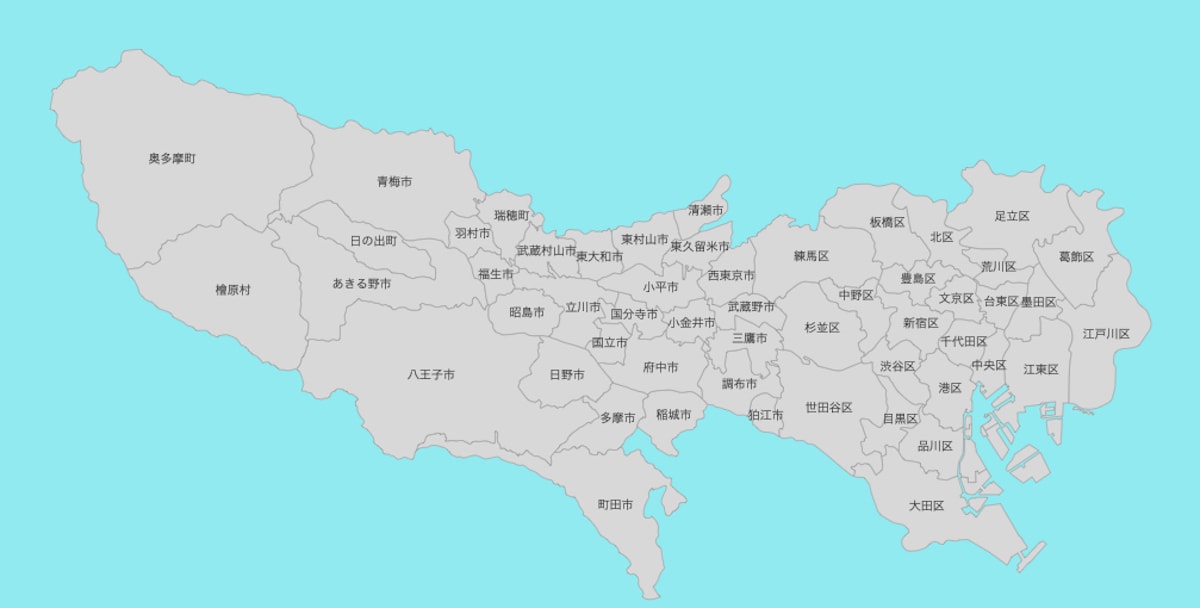 奥多摩町
青梅市
瑞穂町
清瀬市
羽村市
武蔵村山市
東大和市
東村山市
東久留米市
日の出町
檜原村
あきる野市
福生市
昭島市
立川市
小平市
西東京市
国分寺市
小金井市
武蔵野市
国立市
三鷹市
八王子市
日野市
府中市
調布市
多摩市
稲城市
狛江市
町田市
板橋区
北区
足立区
練馬区
葛飾区
荒川区
豊島区
中野区
文京区
台東区
墨田区
杉並区
新宿区
千代田区
江戸川区
渋谷区
中央区
江東区
港区
世田谷区
目黒区
品川区
大田区